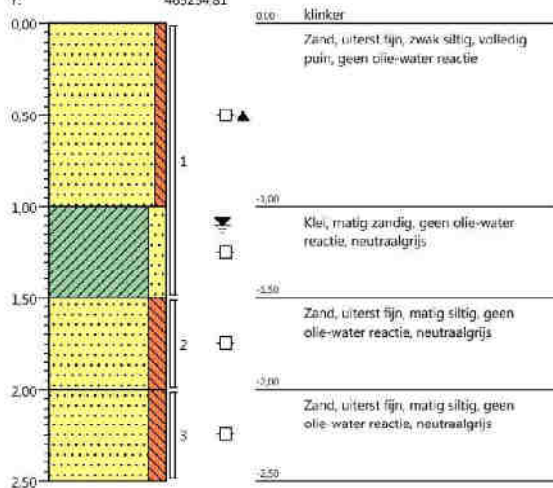 Y: 465254.81
0,00
0,50
1,00
1,50
2,00
2,50
1
2
3
0,00 klinker
Zand, uiterst fijn, zwak siltig, volledig
puin, geen olie-water reactie
-1,00
Klei, matig zandig, geen olie-water
reactie, neutraalgrijs
-1,50
Zand, uiterst fijn, matig siltig, geen
olie-water reactie, neutraalgrijs
-2,00
Zand, uiterst fijn, matig siltig, geen
olie-water reactie, neutraalgrijs
-2,50